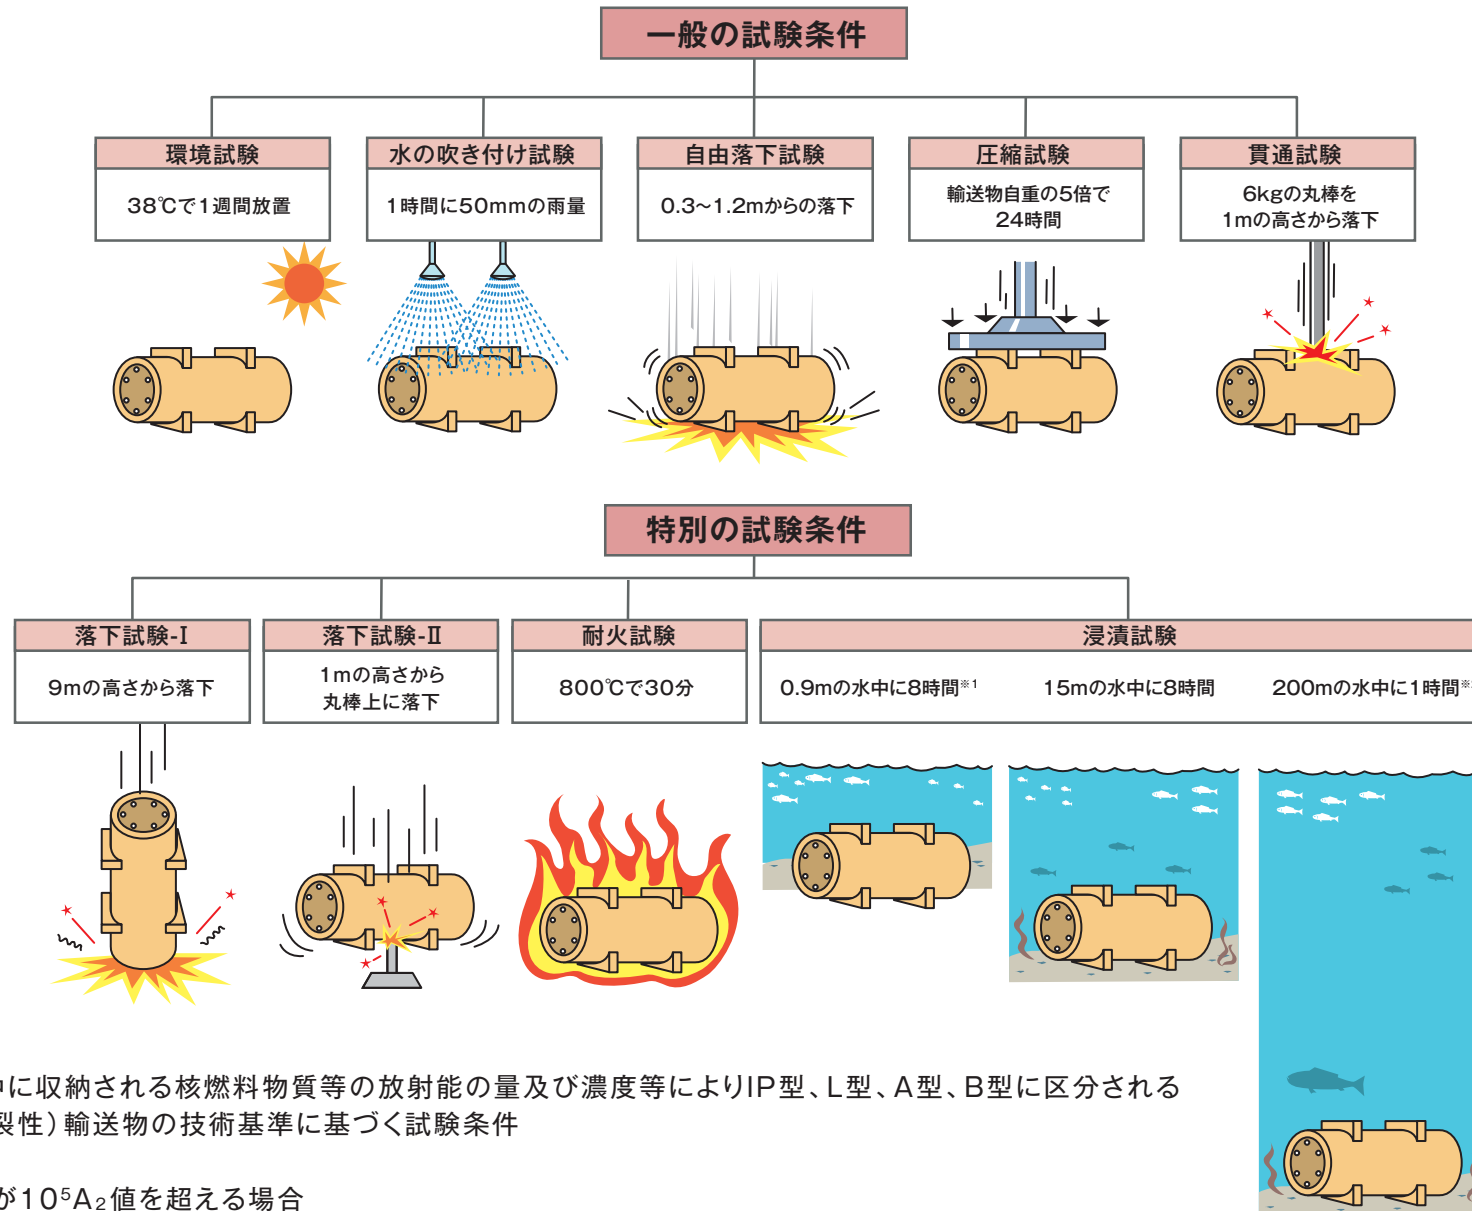 一般の試験条件
環境試験
38℃で1週間放置
水の吹き付け試験
1時間に50mmの雨量
自由落下試験
0.3～1.2mからの落下
圧縮試験
輸送物自重の5倍で
24時間
貫通試験
6kgの丸棒を
1mの高さから落下
特別の試験条件
落下試験-Ⅰ
9mの高さから落下
落下試験-Ⅱ
1mの高さから
丸棒上に落下
耐火試験
800℃で30分
浸漬試験
0.9mの水中に8時間※1
15mの水中に8時間
200mの水中に1時間※
中に収納される核燃料物質等の放射能の量及び濃度等によりIP型、L型、A型、B型に区分される
裂性）輸送物の技術基準に基づく試験条件
が10⁵A₂値を超える場合